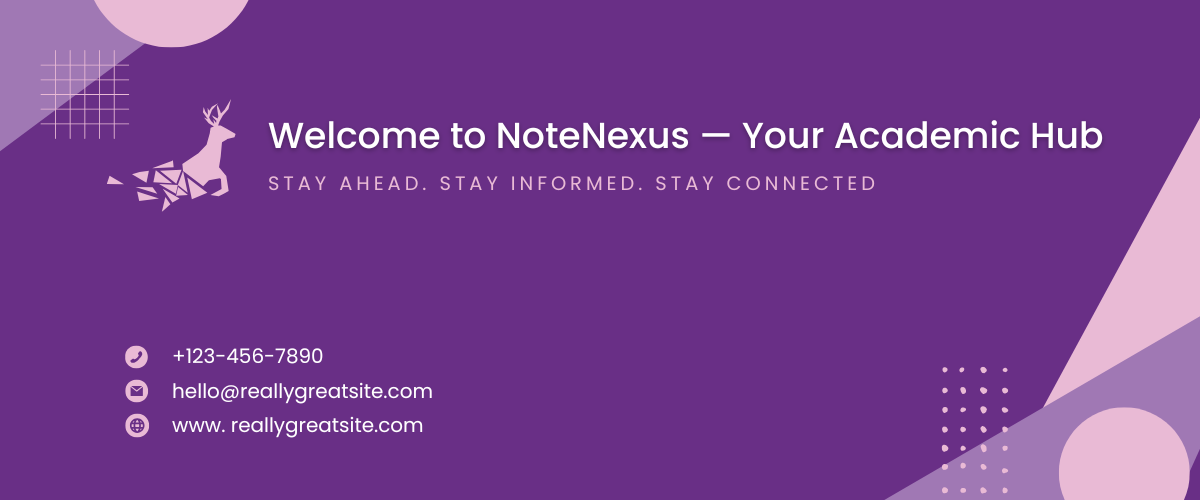 Welcome to NoteNexus — Your Academic Hub
STAY AHEAD. STAY INFORMED. STAY CONNECTED
+123-456-7890
hello@reallygreatsite.com
www. reallygreatsite.com